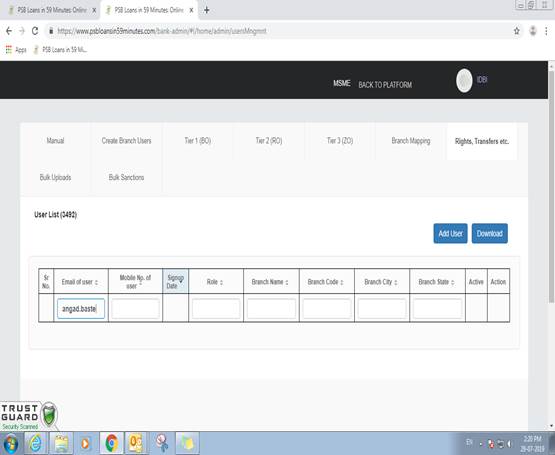 PSB Loans in 59 Minutes: Online
PSB Loans in 59 Minutes: Online
https://www.psbloansin59minutes.com/bank-admin/#!/home/admin/usersMngmnt
Apps PSB Loans in 59 Mi...
MSME BACK TO PLATFORM IDBI
Manual Create Branch Users Tier 1 (BO) Tier 2 (RO) Tier 3 (ZO) Branch Mapping Rights, Transfers etc.
Bulk Uploads Bulk Sanctions
User List (3492)
Add User Download
Sr No. Email of user Mobile No. of user Signup Date Role Branch Name Branch Code Branch City Branch State Active Action
angad.baste
TRUST
GUARD
Security Scanned
EN 2:20 PM
29-07-2019